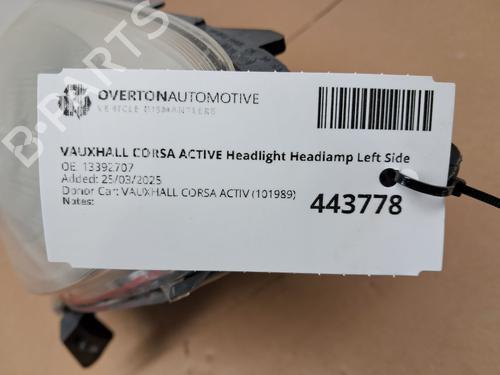 OVERTONAUTOMOTIVE
VEHICLE DISMANTLERS
VAUXHALL CORSA ACTIVE Headlight Headlamp Left Side
OE: 13392707
Added: 25/03/2025
Donor Car: VAUXHALL CORSA ACTIV (101989)
Notes:
443778
B-PARTS